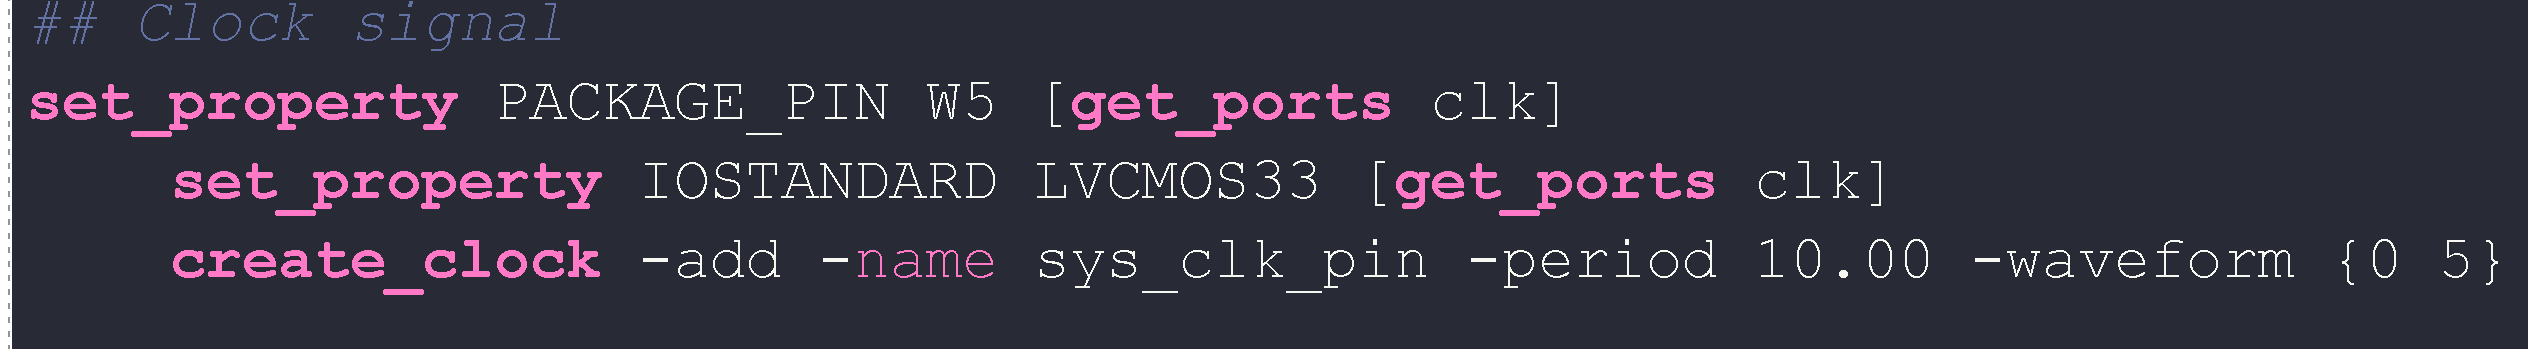 ## Clock signal
set_property PACKAGE_PIN W5 [get_ports clk]
set_property IOSTANDARD LVCMOS33 [get_ports clk]
create_clock -add -name sys_clk_pin -period 10.00 -waveform {0 5}